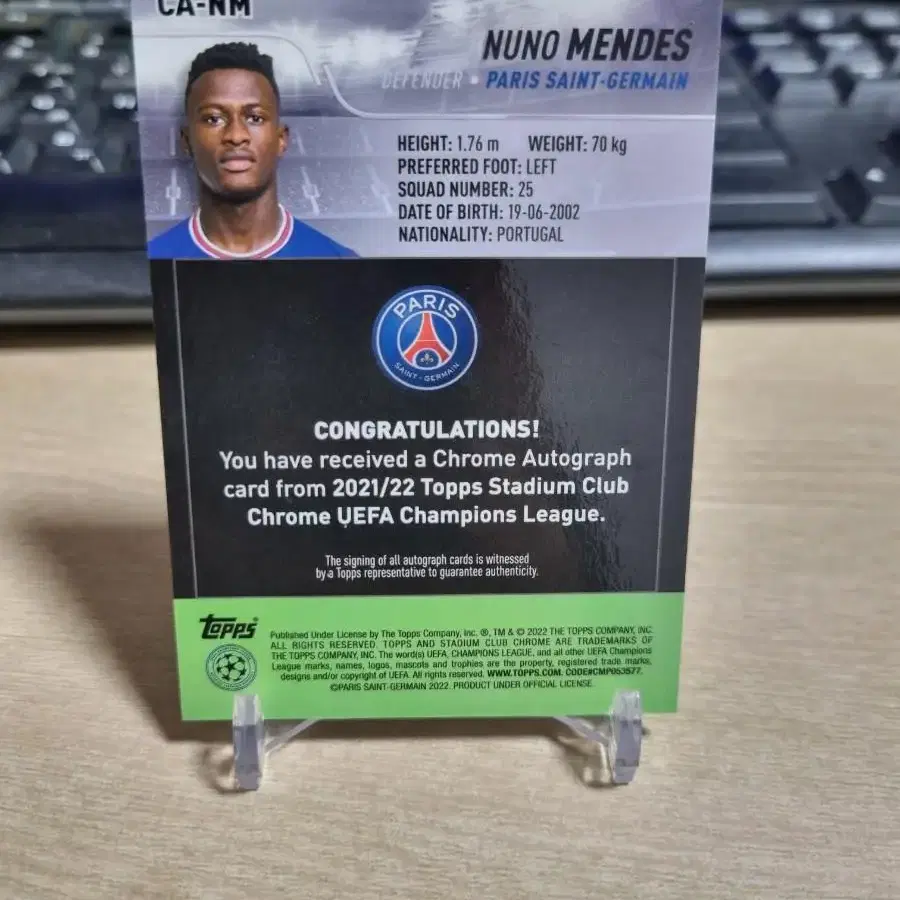 CA-NM
NUNO MENDES
DEFENDER • PARIS SAINT-GERMAIN
HEIGHT: 1.76 m WEIGHT: 70 kg
PREFERRED FOOT: LEFT
SQUAD NUMBER: 25
DATE OF BIRTH: 19-06-2002
NATIONALITY: PORTUGAL
PARIS
SAINT-GERMAIN
CONGRATULATIONS!
You have received a Chrome Autograph
card from 2021/22 Topps Stadium Club
Chrome UEFA Champions League.
The signing of all autograph cards is witnessed
by a Topps representative to guarantee authenticity.
topps
Published Under License by The Topps Company, Inc. ®, TM & © 2022 THE TOPPS COMPANY, INC.
ALL RIGHTS RESERVED. TOPPS AND STADIUM CLUB CHROME ARE TRADEMARKS OF
THE TOPPS COMPANY, INC. The word(s) UEFA, CHAMPIONS LEAGUE, and all other UEFA Champions
League marks, names, logos, mascots and trophies are the property, registered trade marks,
designs and/or copyright of UEFA. All rights reserved. WWW.TOPPS.COM. CODE#CMP053577.
©PARIS SAINT-GERMAIN 2022. PRODUCT UNDER OFFICIAL LICENSE.